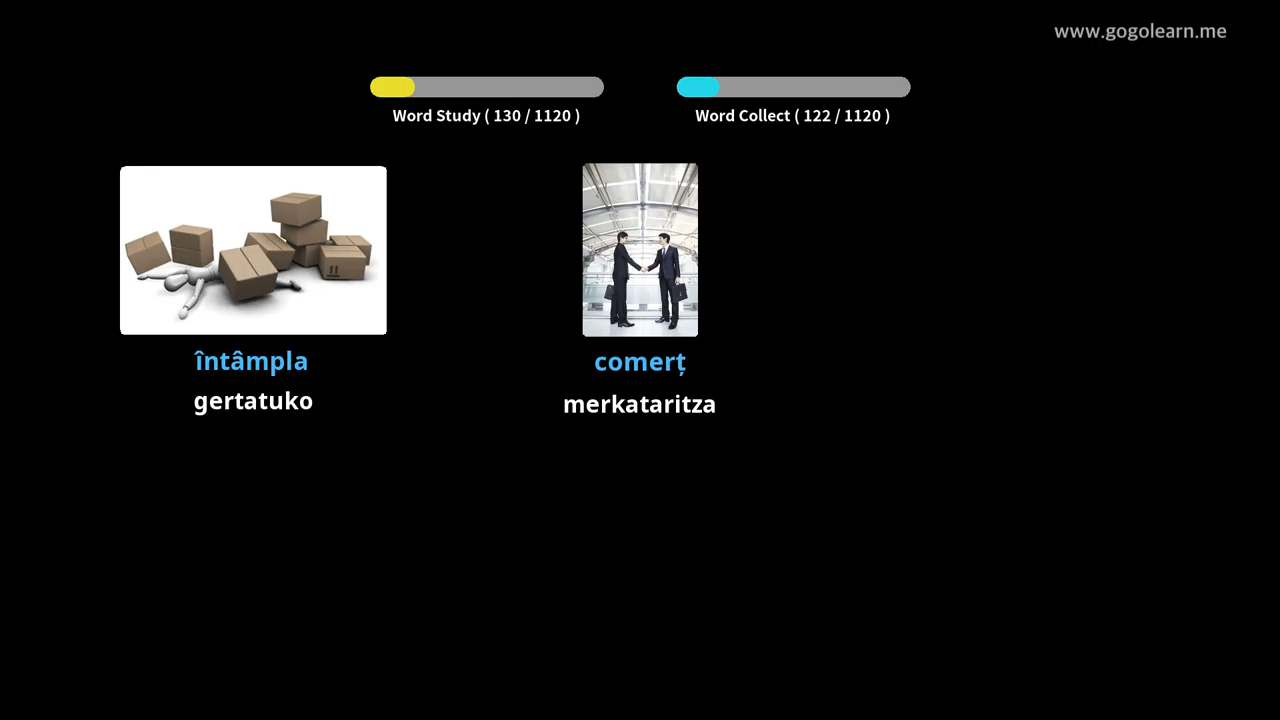 www.gogolearn.me
Word Study ( 130 / 1120 )
Word Collect ( 122 / 1120 )
întâmpla
gertatuko
comerț
merkataritza